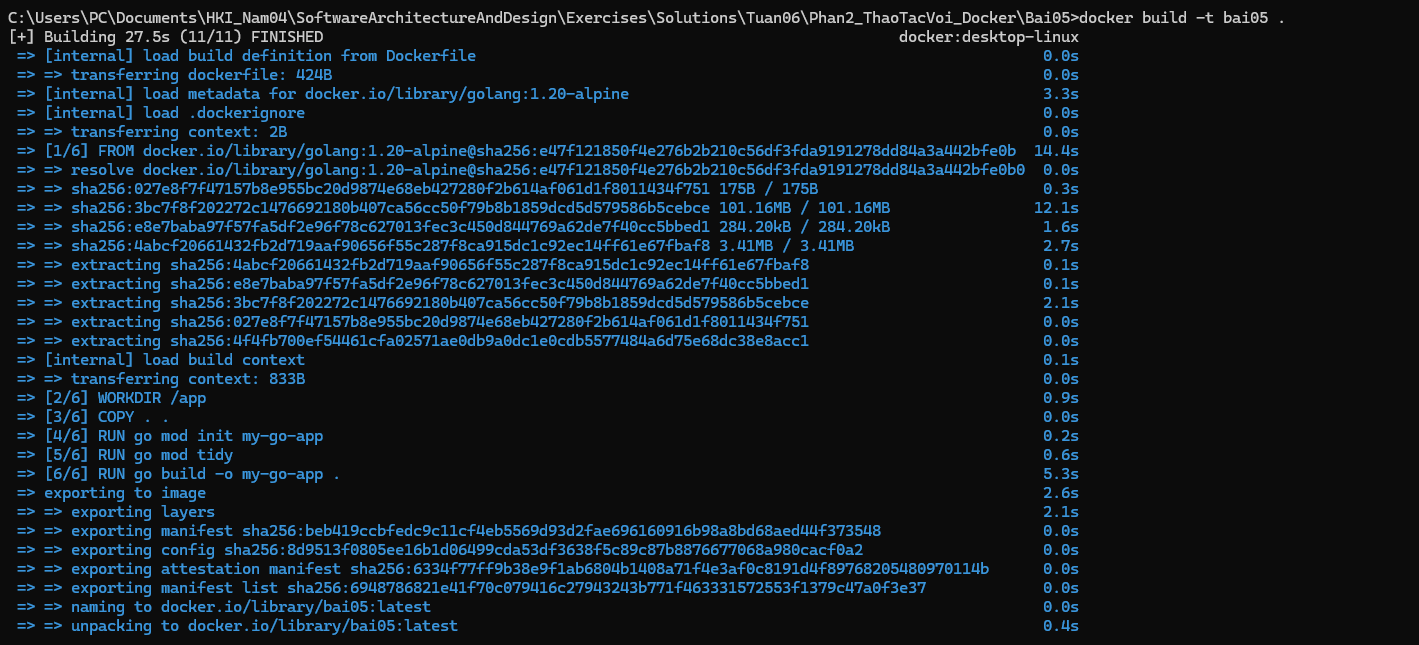 C:\Users\PC\Documents\HKI_Nam04\SoftwareArchitectureAndDesign\Exercises\Solutions\Tuan06\Phan2_ThaoTacVoi_Docker\Bai05>docker build -t bai05 .
[+] Building 27.5s (11/11) FINISHED docker:desktop-linux
=> [internal] load build definition from Dockerfile 0.0s
=> => transferring dockerfile: 424B 0.0s
=> [internal] load metadata for docker.io/library/golang:1.20-alpine 3.3s
=> [internal] load .dockerignore 0.0s
=> => transferring context: 2B 0.0s
=> [1/6] FROM docker.io/library/golang:1.20-alpine@sha256:e47f121850f4e276b2b210c56df3fda9191278dd84a3a442bfe0b 14.4s
=> => resolve docker.io/library/golang:1.20-alpine@sha256:e47f121850f4e276b2b210c56df3fda9191278dd84a3a442bfe0b0 0.0s
=> => sha256:027e8f7f47157b8e955bc20d9874e68eb427280f2b614af061d1f8011434f751 175B / 175B 0.3s
=> => sha256:3bc7f8f202272c1476692180b407ca56cc50f79b8b1859dcd5d579586b5cebce 101.16MB / 101.16MB 12.1s
=> => sha256:e8e7baba97f57fa5df2e96f78c627013fec3c450d844769a62de7f40cc5bbed1 284.20kB / 284.20kB 1.6s
=> => sha256:4abcf20661432fb2d719aaf90656f55c287f8ca915dc1c92ec14ff61e67fbaf8 3.41MB / 3.41MB 2.7s
=> => extracting sha256:4abcf20661432fb2d719aaf90656f55c287f8ca915dc1c92ec14ff61e67fbaf8 0.1s
=> => extracting sha256:e8e7baba97f57fa5df2e96f78c627013fec3c450d844769a62de7f40cc5bbed1 0.1s
=> => extracting sha256:3bc7f8f202272c1476692180b407ca56cc50f79b8b1859dcd5d579586b5cebce 2.1s
=> => extracting sha256:027e8f7f47157b8e955bc20d9874e68eb427280f2b614af061d1f8011434f751 0.0s
=> => extracting sha256:4f4fb700ef54461cfa02571ae0db9a0dc1e0cdb5577484a6d75e68dc38e8acc1 0.0s
=> [internal] load build context 0.1s
=> => transferring context: 833B 0.0s
=> [2/6] WORKDIR /app 0.9s
=> [3/6] COPY . . 0.0s
=> [4/6] RUN go mod init my-go-app 0.2s
=> [5/6] RUN go mod tidy 0.6s
=> [6/6] RUN go build -o my-go-app . 5.3s
=> exporting to image 2.6s
=> => exporting layers 2.1s
=> => exporting manifest sha256:beb419ccbfedc9c11cf4eb5569d93d2fae696160916b98a8bd68aed44f373548 0.0s
=> => exporting config sha256:8d9513f0805ee16b1d06499cda53df3638f5c89c87b8876677068a980cacf0a2 0.0s
=> => exporting attestation manifest sha256:6334f77ff9b38e9f1ab6804b1408a71f4e3af0c8191d4f89768205480970114b 0.0s
=> => exporting manifest list sha256:6948786821e41f70c079416c27943243b771f463331572553f1379c47a0f3e37 0.0s
=> => naming to docker.io/library/bai05:latest 0.0s
=> => unpacking to docker.io/library/bai05:latest 0.4s